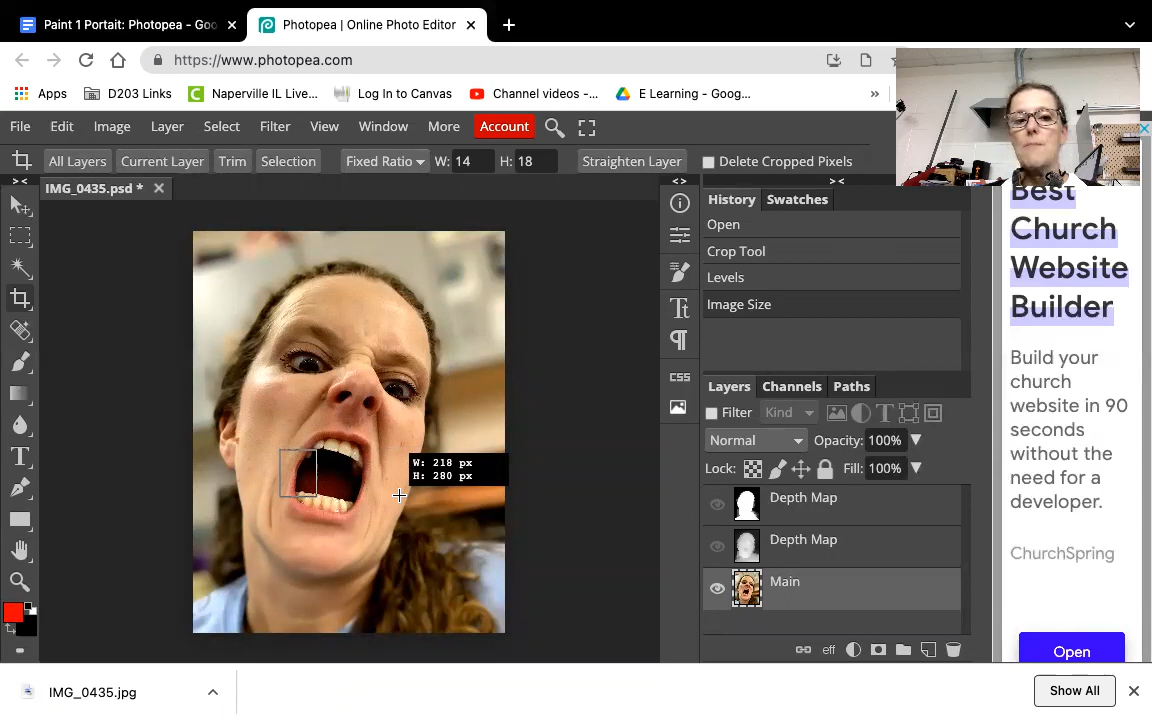 Paint 1 Portait: Photopea - Goo
Photopea | Online Photo Editor
https://www.photopea.com
Apps
D203 Links
Naperville IL Live...
Log In to Canvas
Channel videos -...
E Learning - Goog...
»
File Edit Image Layer Select Filter View Window More Account
All Layers Current Layer Trim Selection Fixed Ratio W: 14 H: 18 Straighten Layer Delete Cropped Pixels
IMG_0435.psd *
History Swatches
Open
Crop Tool
Levels
Image Size
CSS
Layers Channels Paths
Filter Kind
Normal Opacity: 100%
Lock: Fill: 100%
Depth Map
Depth Map
Main
eff
W: 218 px
H: 280 px
Best
Church
Website
Builder
Build your
church
website in 90
seconds
without the
need for a
developer.
ChurchSpring
Open
IMG_0435.jpg
Show All